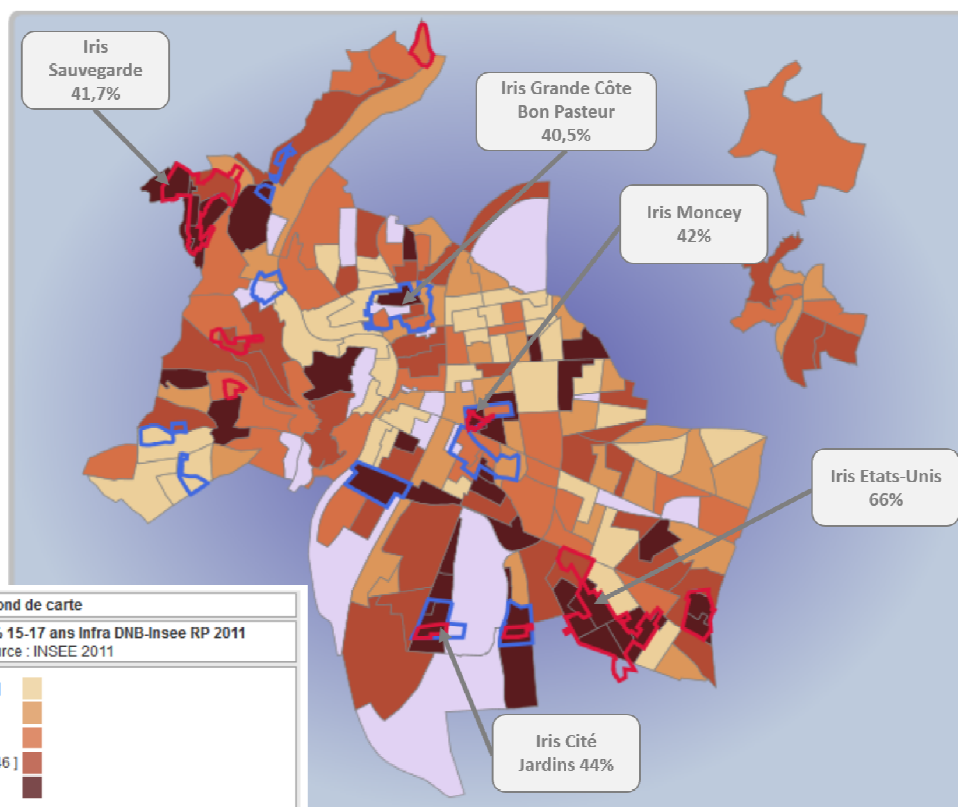 Iris
Sauvegarde
41,7%
Iris Grande Côte
Bon Pasteur
40,5%
Iris Moncey
42%
Iris Etats-Unis
66%
Iris Cité
Jardins 44%
ond de carte
15-17 ans Infra DNB-Insee RP 2011
rce : INSEE 2011
46 ]